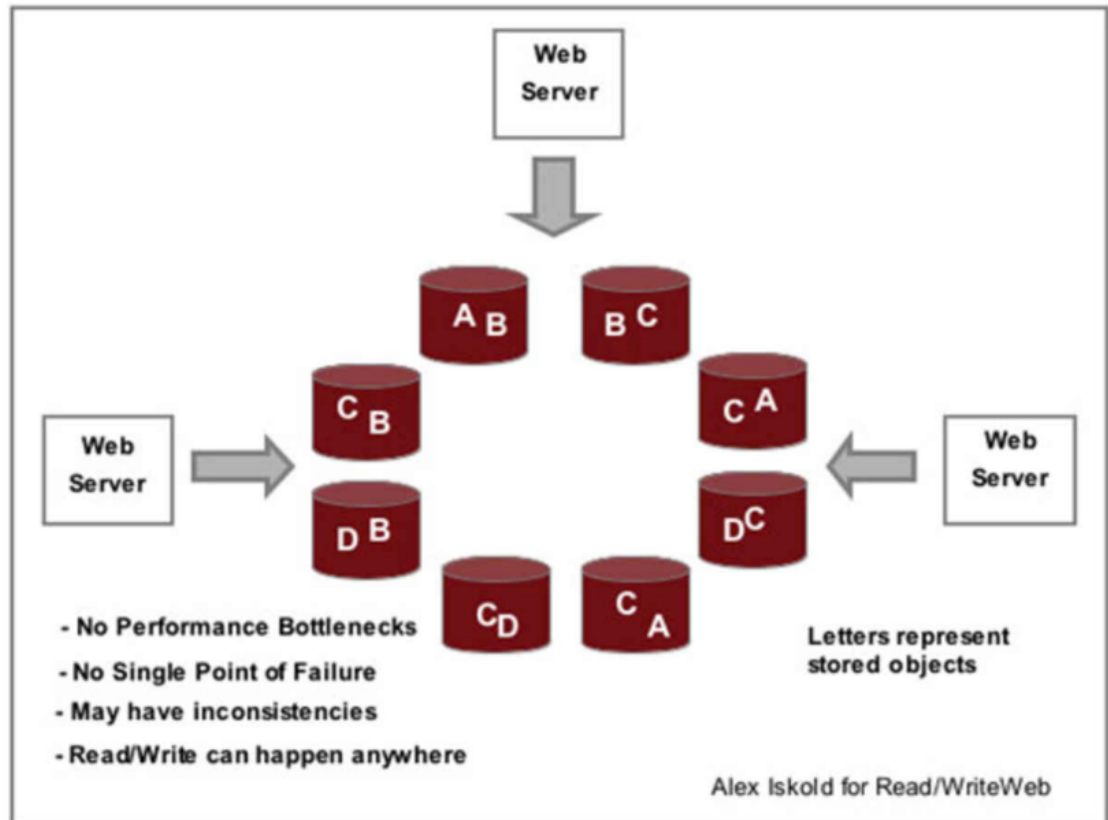 Web
Server
A B
B C
C B
C A
Web
Server
Web
Server
D B
D C
C D
C A
- No Performance Bottlenecks
- No Single Point of Failure
- May have inconsistencies
- Read/Write can happen anywhere
Letters represent
stored objects
Alex Iskold for Read/WriteWeb